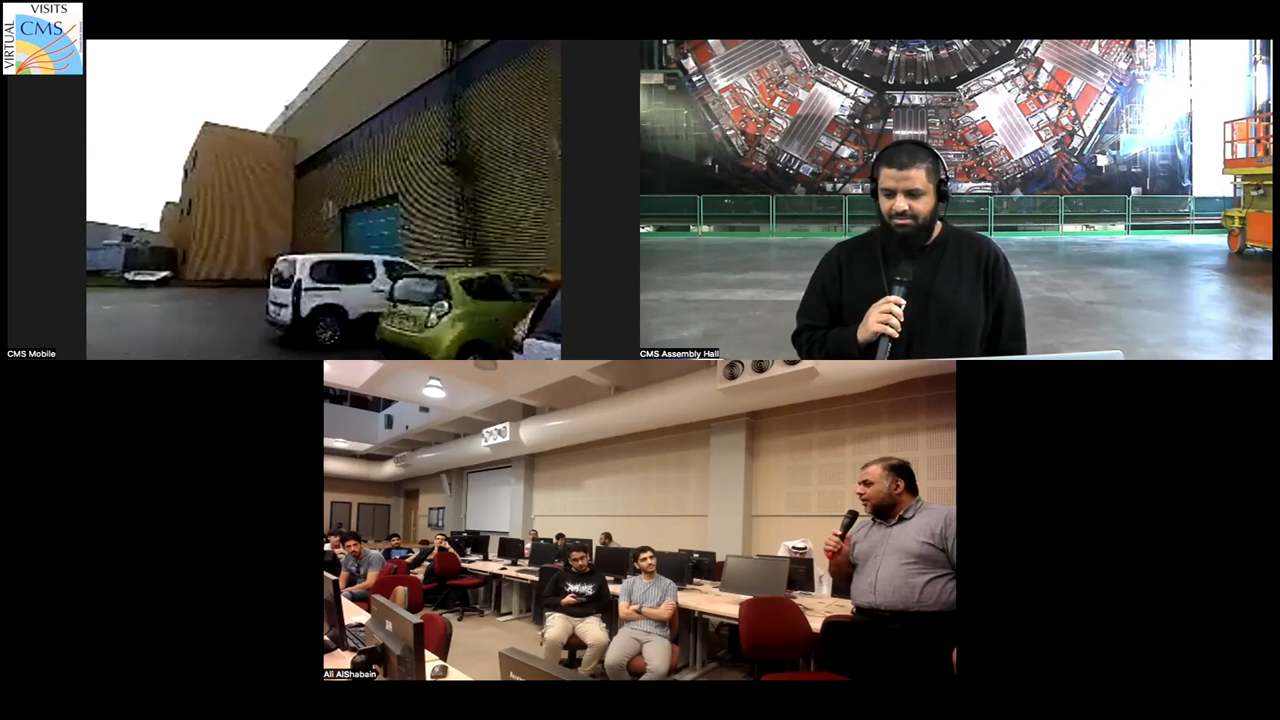 VISITS
VIRTUAL
CMS
CMS Mobile
CMS Assembly Hall
Ali AlShabain